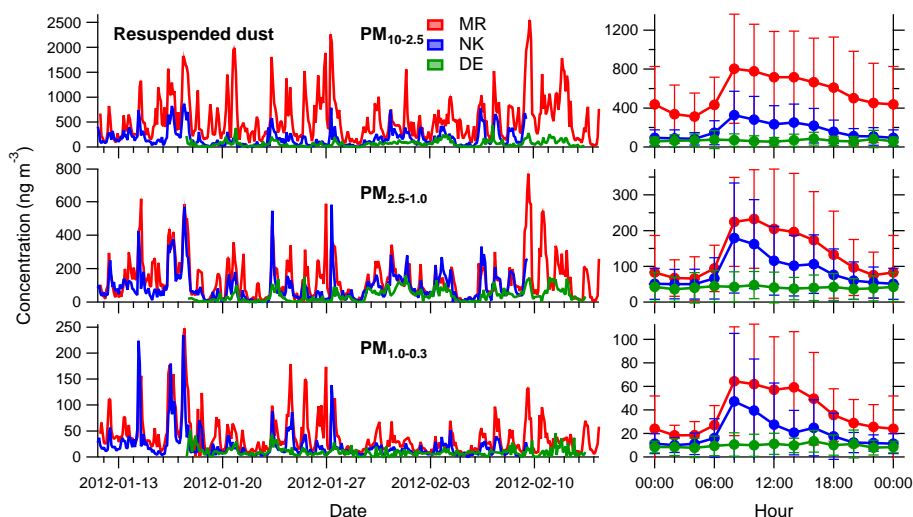 Resuspended dust
PM10-2.5
MR
NK
DE
2500
2000
1500
1000
500
0
1200
800
400
0
PM2.5-1.0
800
600
400
200
0
300
200
100
0
PM1.0-0.3
250
200
150
100
50
0
100
80
60
40
20
0
Concentration (ng m-3)
2012-01-13 2012-01-20 2012-01-27 2012-02-03 2012-02-10
00:00 06:00 12:00 18:00 00:00
Date
Hour